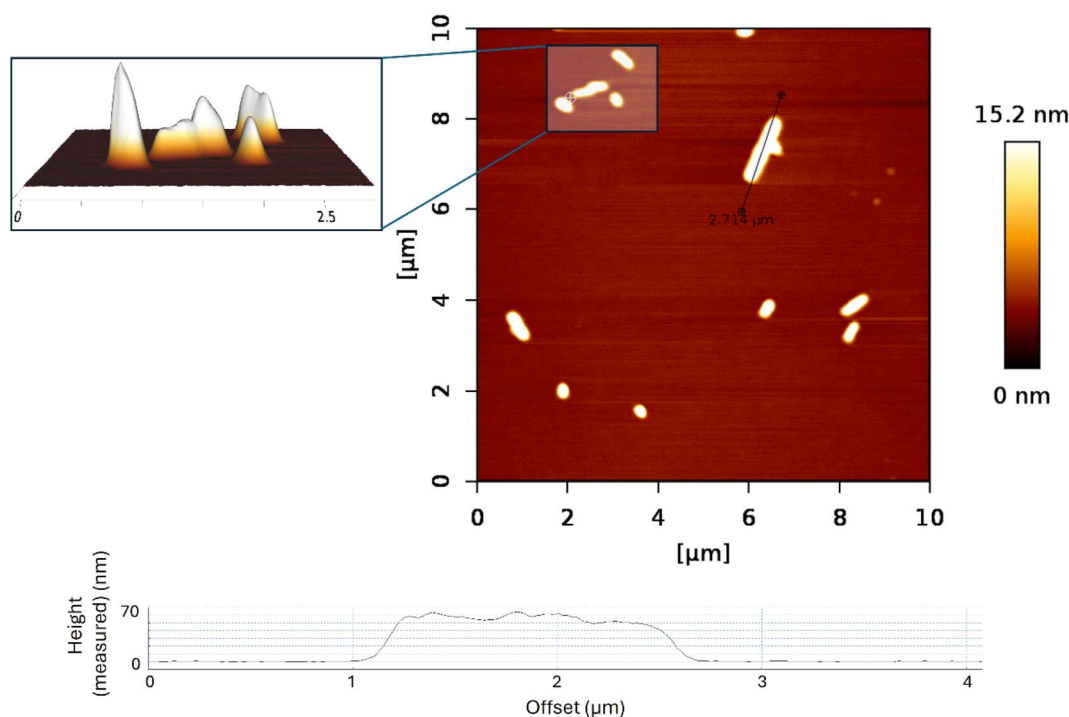 0
2.5
10
8
6
4
2
0
[µm]
0 2 4 6 8 10
[µm]
2.714 µm
15.2 nm
0 nm
Height
(measured) (nm)
70
0
0 1 2 3 4
Offset (µm)